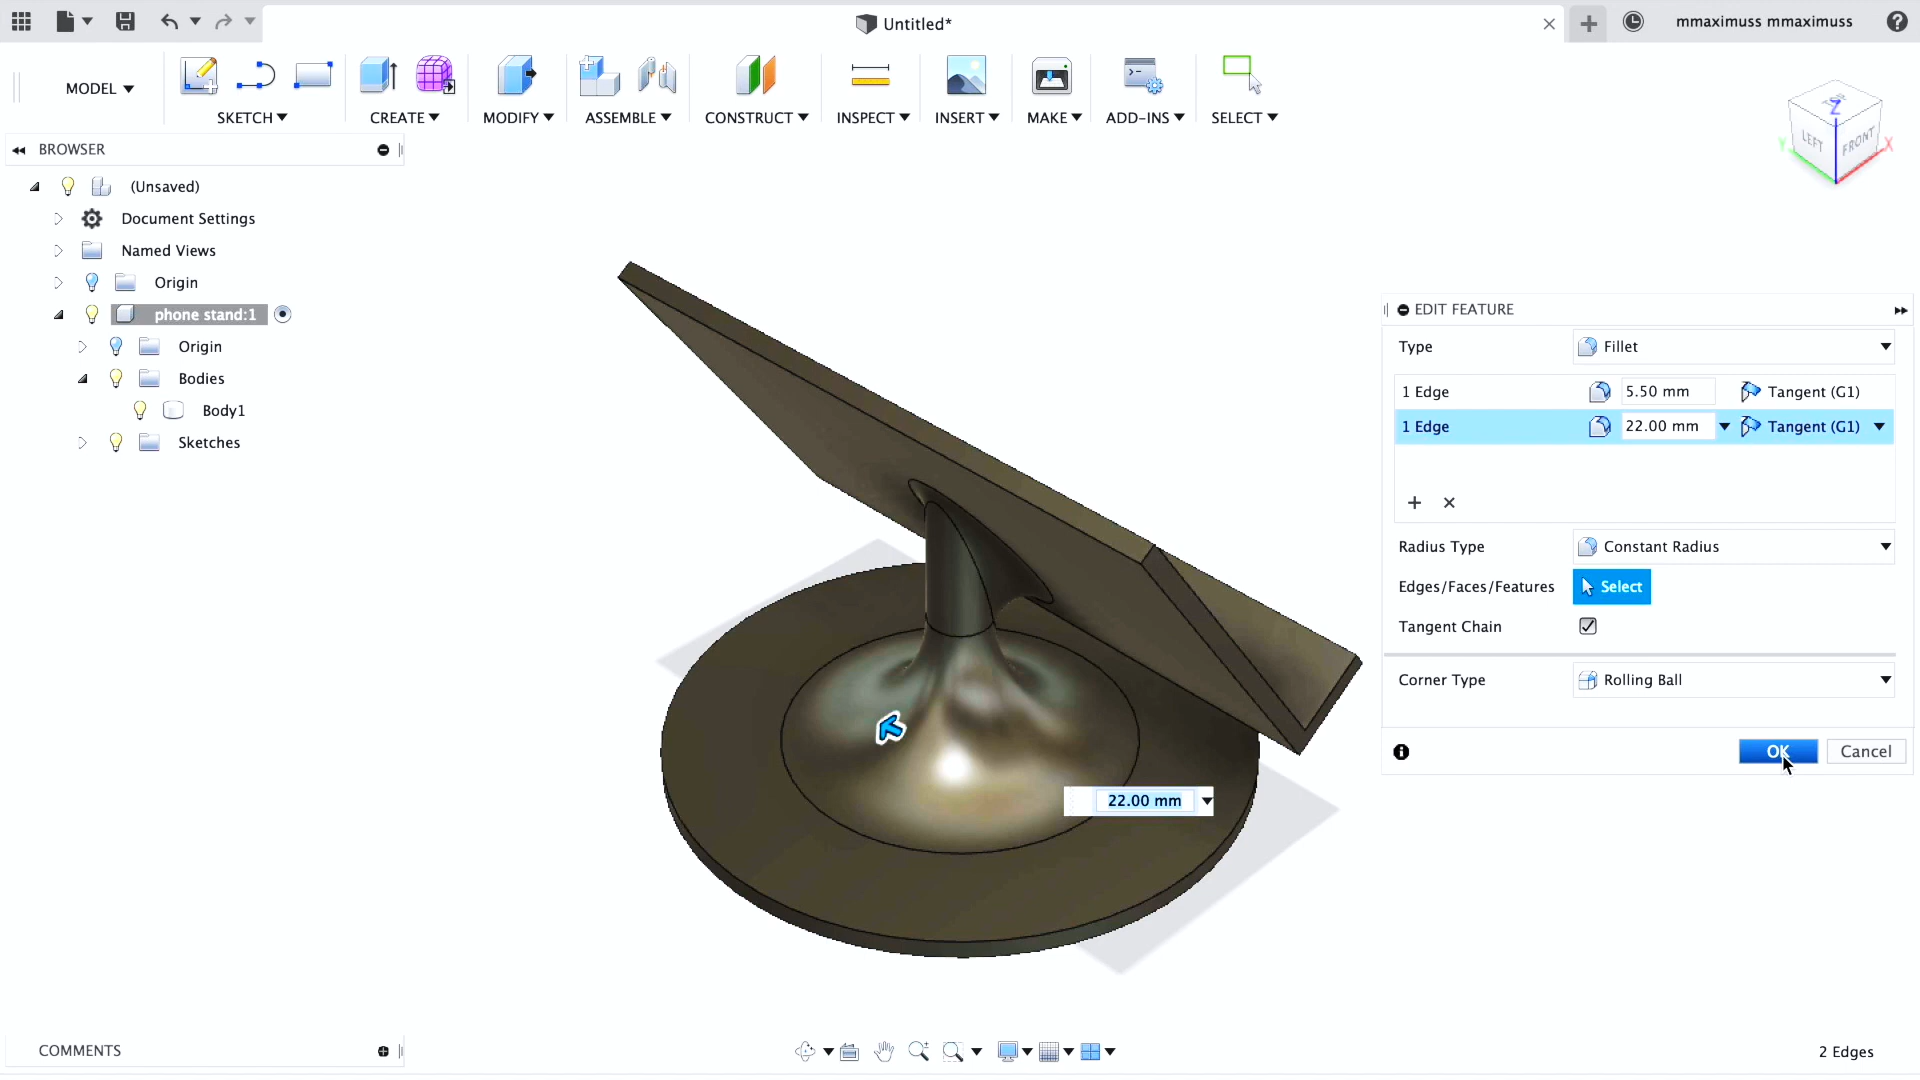 Untitled*
mmaximuss mmaximuss
MODEL
SKETCH
CREATE
MODIFY
ASSEMBLE
CONSTRUCT
INSPECT
INSERT
MAKE
ADD-INS
SELECT
Z
LEFT
FRONT
Y
X
BROWSER
(Unsaved)
Document Settings
Named Views
Origin
phone stand:1
Origin
Bodies
Body1
Sketches
EDIT FEATURE
Type
Fillet
1 Edge
5.50 mm
Tangent (G1)
1 Edge
22.00 mm
Tangent (G1)
Radius Type
Constant Radius
Edges/Faces/Features
Select
Tangent Chain
Corner Type
Rolling Ball
OK
Cancel
22.00 mm
COMMENTS
2 Edges